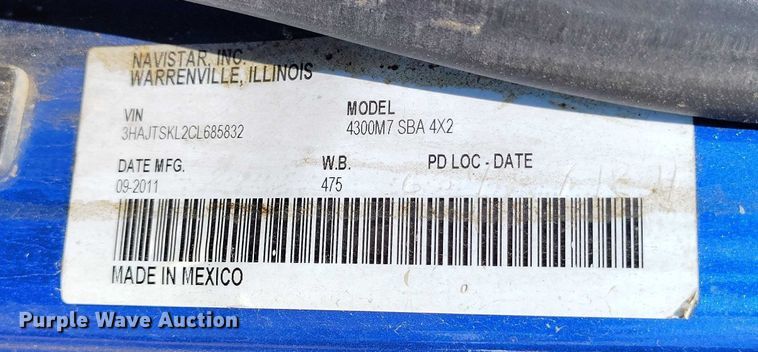 NAVISTAR, INC.
WARRENVILLE, ILLINOIS
VIN MODEL
3HAJTSKL2CL685832 4300M7 SBA 4X2
DATE MFG. W.B. PD LOC - DATE
09-2011 475
MADE IN MEXICO
Purple Wave Auction